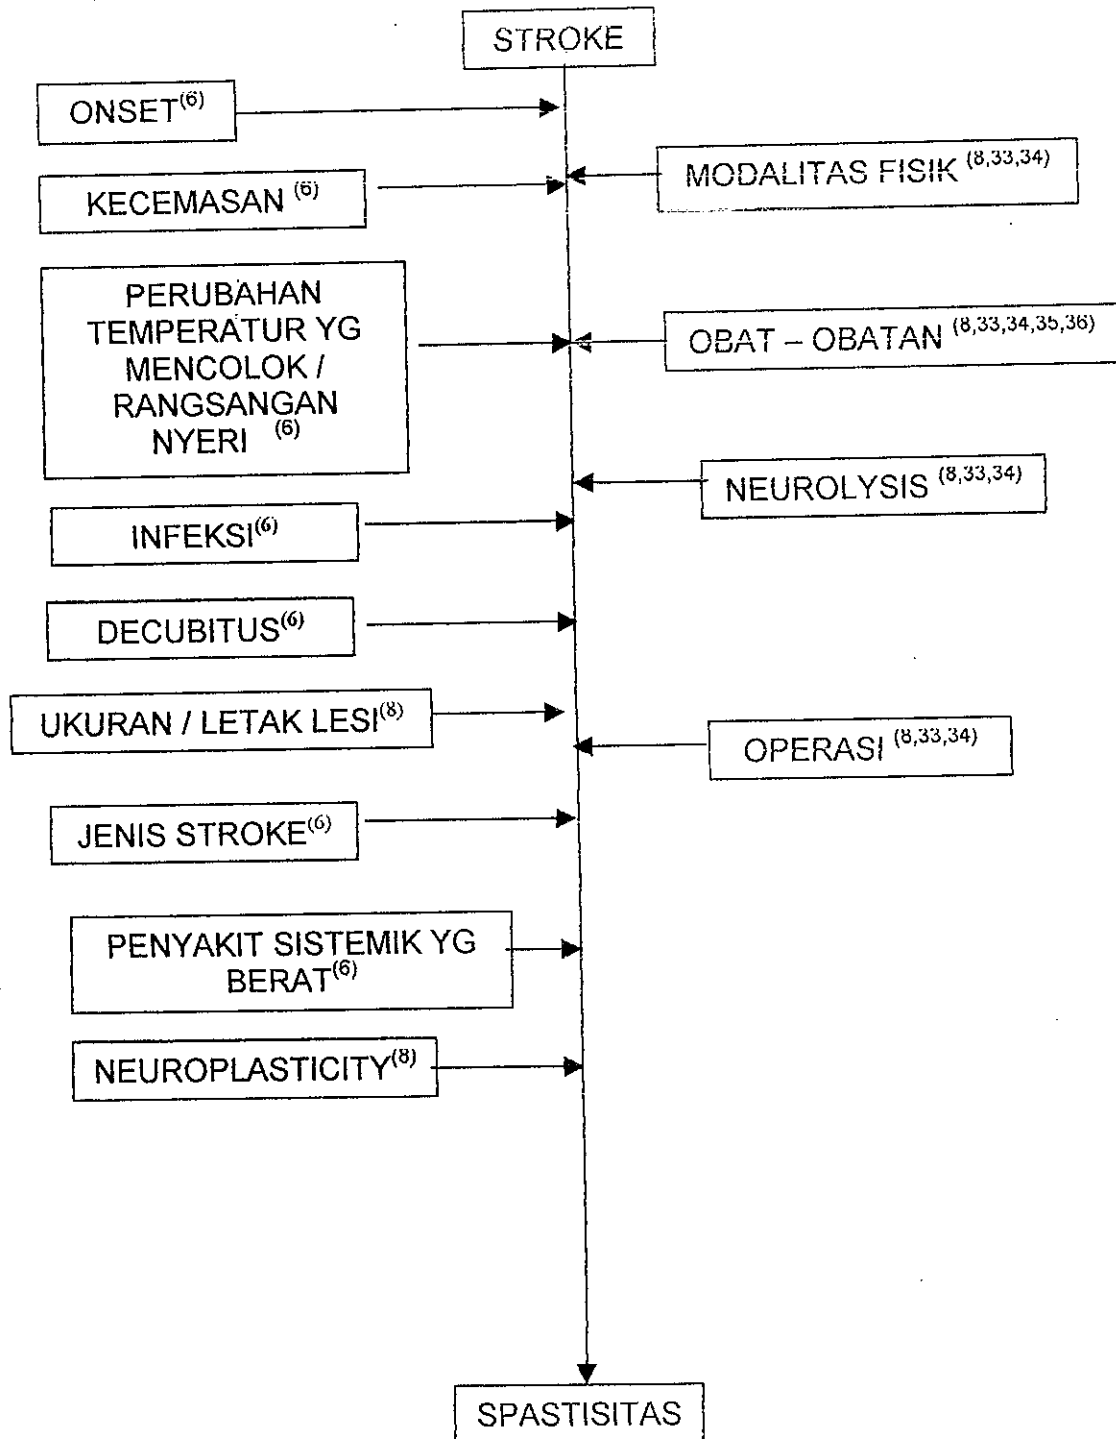 STROKE
ONSET(6)
MODALITAS FISIK (8,33,34)
KECEMASAN (6)
PERUBAHAN
TEMPERATUR YG
MENCOLOK /
RANGSANGAN
NYERI (6)
OBAT – OBATAN (8,33,34,35,36)
NEUROLYSIS (8,33,34)
INFEKSI(6)
DECUBITUS(6)
UKURAN / LETAK LESI(8)
OPERASI (8,33,34)
JENIS STROKE(6)
PENYAKIT SISTEMIK YG
BERAT(6)
NEUROPLASTICITY(8)
SPASTISITAS